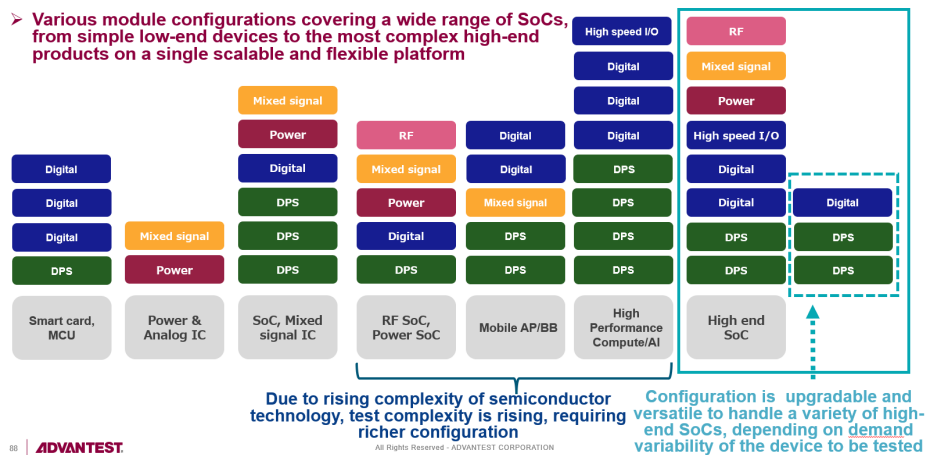 ➢ Various module configurations covering a wide range of SoCs,
from simple low-end devices to the most complex high-end
products on a single scalable and flexible platform
Digital
Digital
Digital
DPS
Smart card,
MCU
Mixed signal
Power
Power &
Analog IC
Mixed signal
Power
Digital
DPS
DPS
DPS
SoC, Mixed
signal IC
RF
Mixed signal
Power
Digital
DPS
RF SoC,
Power SoC
Digital
Digital
Mixed signal
DPS
DPS
Mobile AP/BB
High speed I/O
Digital
Digital
Digital
DPS
DPS
DPS
DPS
High
Performance
Compute/AI
RF
Mixed signal
Power
High speed I/O
Digital
Digital
DPS
DPS
High end
SoC
Digital
DPS
DPS
Due to rising complexity of semiconductor
technology, test complexity is rising, requiring
richer configuration
Configuration is upgradable and
versatile to handle a variety of high-
end SoCs, depending on demand
variability of the device to be tested
88
ADVANTEST
All Rights Reserved - ADVANTEST CORPORATION